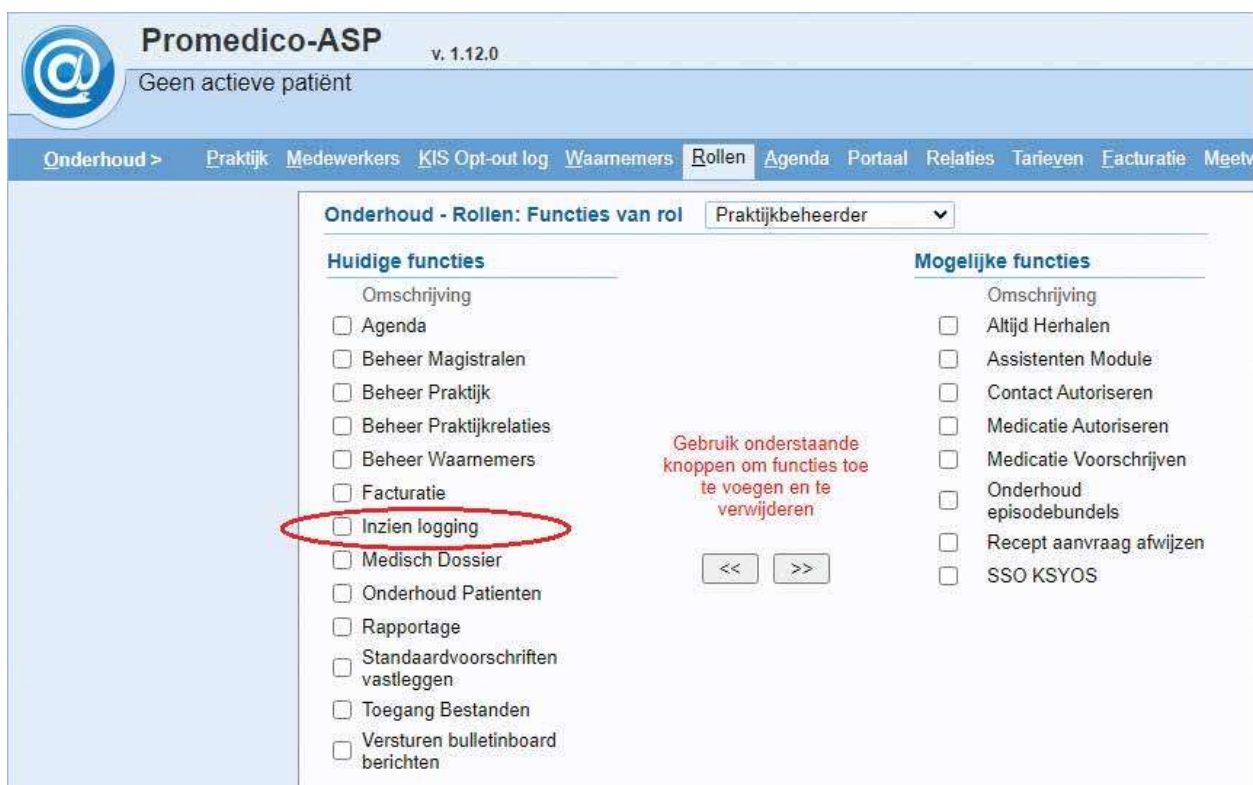 Promedico-ASP v. 1.12.0
Geen actieve patiënt
Onderhoud > Praktijk Medewerkers KIS Opt-out log Waarnemers Rollen Agenda Portaal Relaties Tarieven Facturatie Meetw
Onderhoud - Rollen: Functies van rol Praktijkbeheerder
Huidige functies
Omschrijving
Agenda
Beheer Magistralen
Beheer Praktijk
Beheer Praktijkrelaties
Beheer Waarnemers
Facturatie
Inzien logging
Medisch Dossier
Onderhoud Patienten
Rapportage
Standaardvoorschriften
vastleggen
Toegang Bestanden
Versturen bulletinboard
berichten
Gebruik onderstaande
knoppen om functies toe
te voegen en te
verwijderen
<< >>
Mogelijke functies
Omschrijving
Altijd Herhalen
Assistenten Module
Contact Autoriseren
Medicatie Autoriseren
Medicatie Voorschrijven
Onderhoud
episodebundels
Recept aanvraag afwijzen
SSO KSYOS